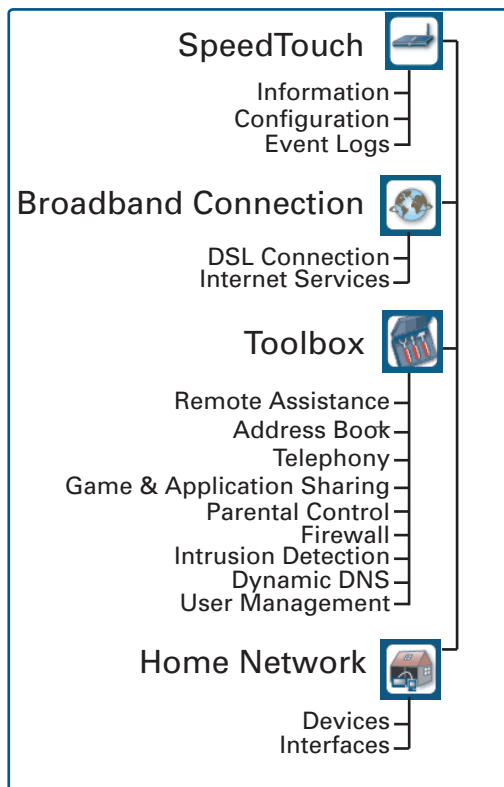 SpeedTouch
Information
Configuration
Event Logs
Broadband Connection
DSL Connection
Internet Services
Toolbox
Remote Assistance
Address Book
Telephony
Game & Application Sharing
Parental Control
Firewall
Intrusion Detection
Dynamic DNS
User Management
Home Network
Devices
Interfaces